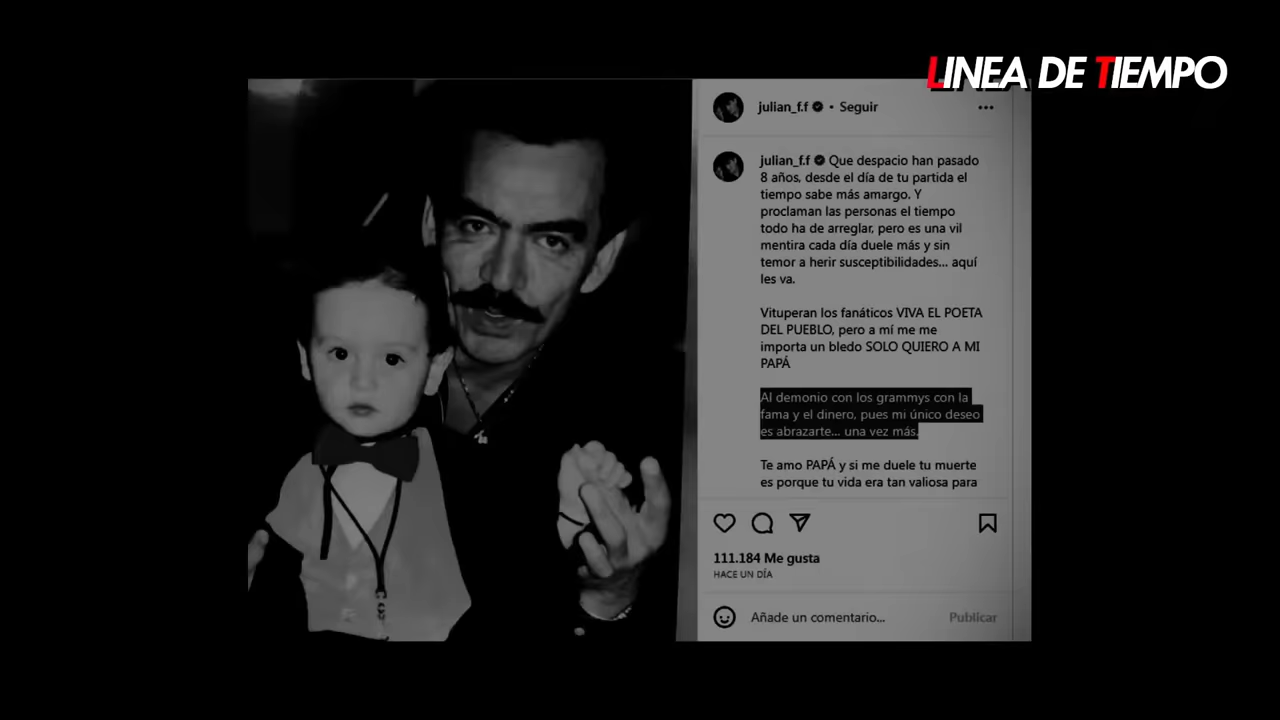 LINEA DE TIEMPO
julian_f.f • Seguir
julian_f.f Que despacio han pasado
8 años, desde el día de tu partida el
tiempo sabe más amargo. Y
proclaman las personas el tiempo
todo ha de arreglar, pero es una vil
mentira cada día duele más y sin
temor a herir susceptibilidades... aquí
les va.
Vituperan los fanáticos VIVA EL POETA
DEL PUEBLO, pero a mí me me
importa un bledo SOLO QUIERO A MI
PAPÁ
Al demonio con los grammys con la
fama y el dinero, pues mi único deseo
es abrazarte... una vez más.
Te amo PAPÁ y si me duele tu muerte
es porque tu vida era tan valiosa para
111.184 Me gusta
HACE UN DÍA
Añade un comentario...
Publicar